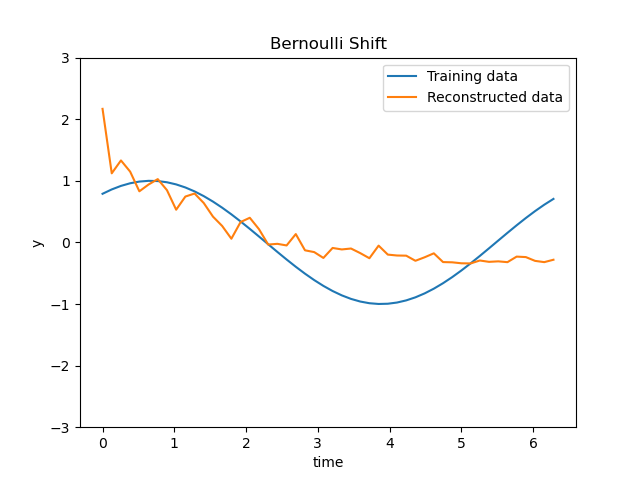 Bernoulli Shift
3
2
1
0
−1
−2
−3
y
Training data
Reconstructed data
0 1 2 3 4 5 6
time